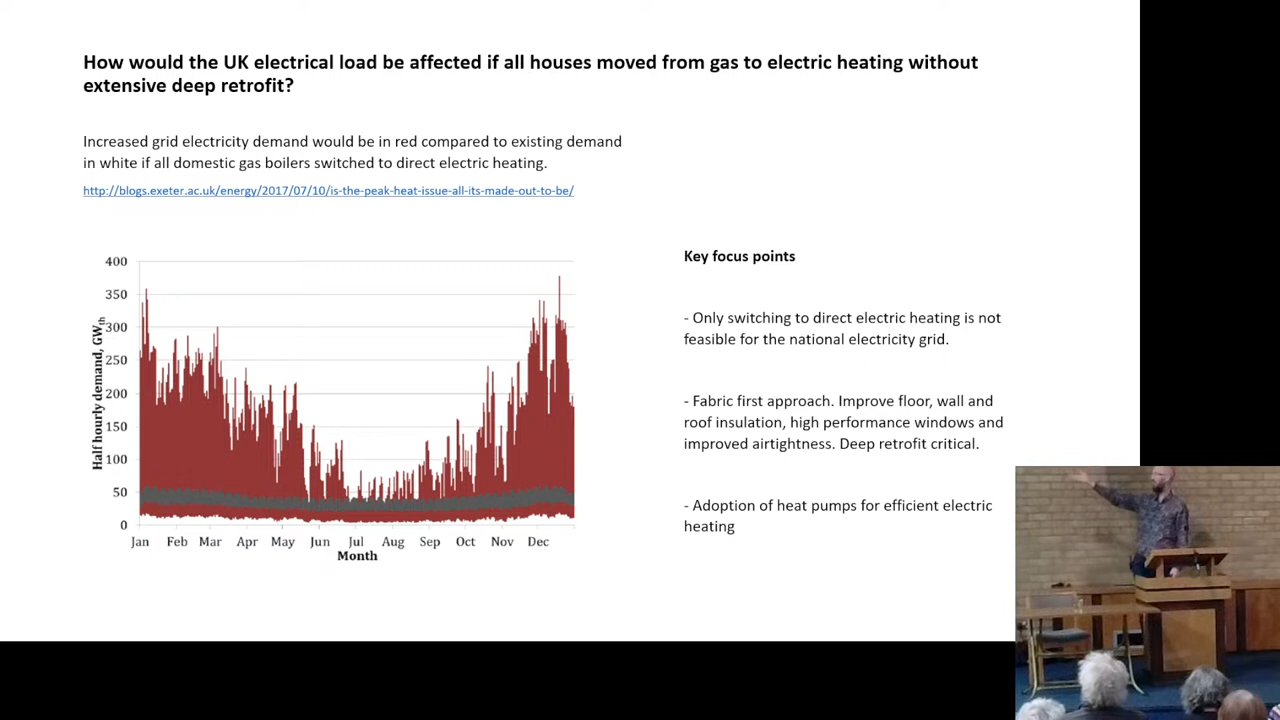 How would the UK electrical load be affected if all houses moved from gas to electric heating without
extensive deep retrofit?
Increased grid electricity demand would be in red compared to existing demand
in white if all domestic gas boilers switched to direct electric heating.
http://blogs.exeter.ac.uk/energy/2017/07/10/is-the-peak-heat-issue-all-its-made-out-to-be/
Half hourly demand, GWth
400
350
300
250
200
150
100
50
0
Jan Feb Mar Apr May Jun Jul Aug Sep Oct Nov Dec
Month
Key focus points
- Only switching to direct electric heating is not
feasible for the national electricity grid.
- Fabric first approach. Improve floor, wall and
roof insulation, high performance windows and
improved airtightness. Deep retrofit critical.
- Adoption of heat pumps for efficient electric
heating